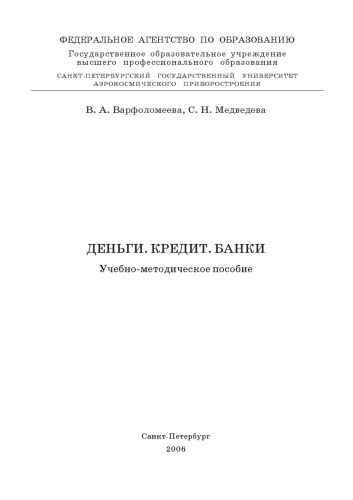 ФЕДЕРАЛЬНОЕ АГЕНТСТВО ПО ОБРАЗОВАНИЮ
Государственное образовательное учреждение
высшего профессионального образования
САНКТ-ПЕТЕРБУРГСКИЙ ГОСУДАРСТВЕННЫЙ УНИВЕРСИТЕТ
АЭРОКОСМИЧЕСКОГО ПРИБОРОСТРОЕНИЯ
В. А. Варфоломеева, С. Н. Медведева
ДЕНЬГИ. КРЕДИТ. БАНКИ
Учебно-методическое пособие
Санкт-Петербург
2006